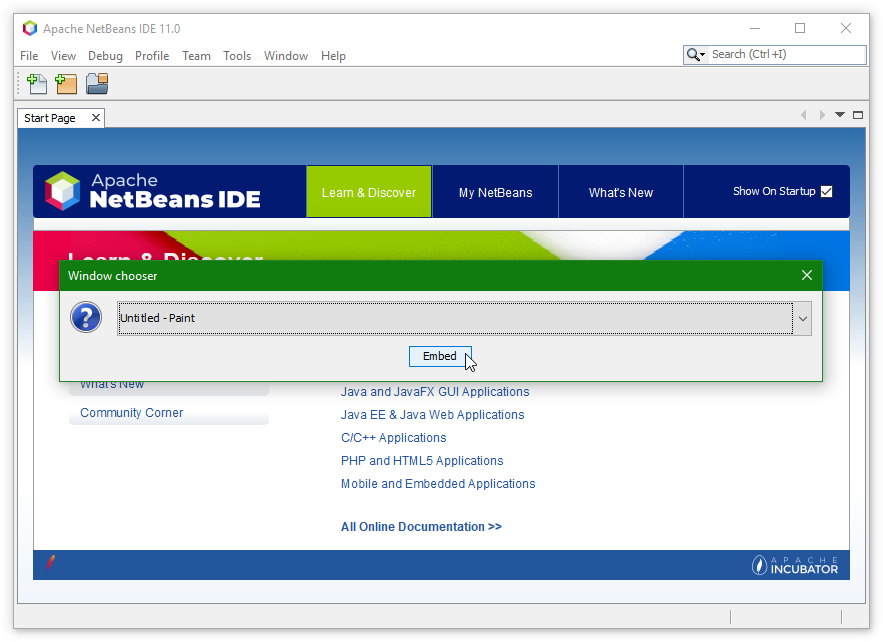 Apache NetBeans IDE 11.0
File View Debug Profile Team Tools Window Help
Search (Ctrl+I)
Start Page
Apache
NetBeans IDE
Learn & Discover
My NetBeans
What's New
Show On Startup
Learn & Discover
Window chooser
Untitled - Paint
Embed
What's New
Community Corner
Java and JavaFX GUI Applications
Java EE & Java Web Applications
C/C++ Applications
PHP and HTML5 Applications
Mobile and Embedded Applications
All Online Documentation >>
APACHE
INCUBATOR